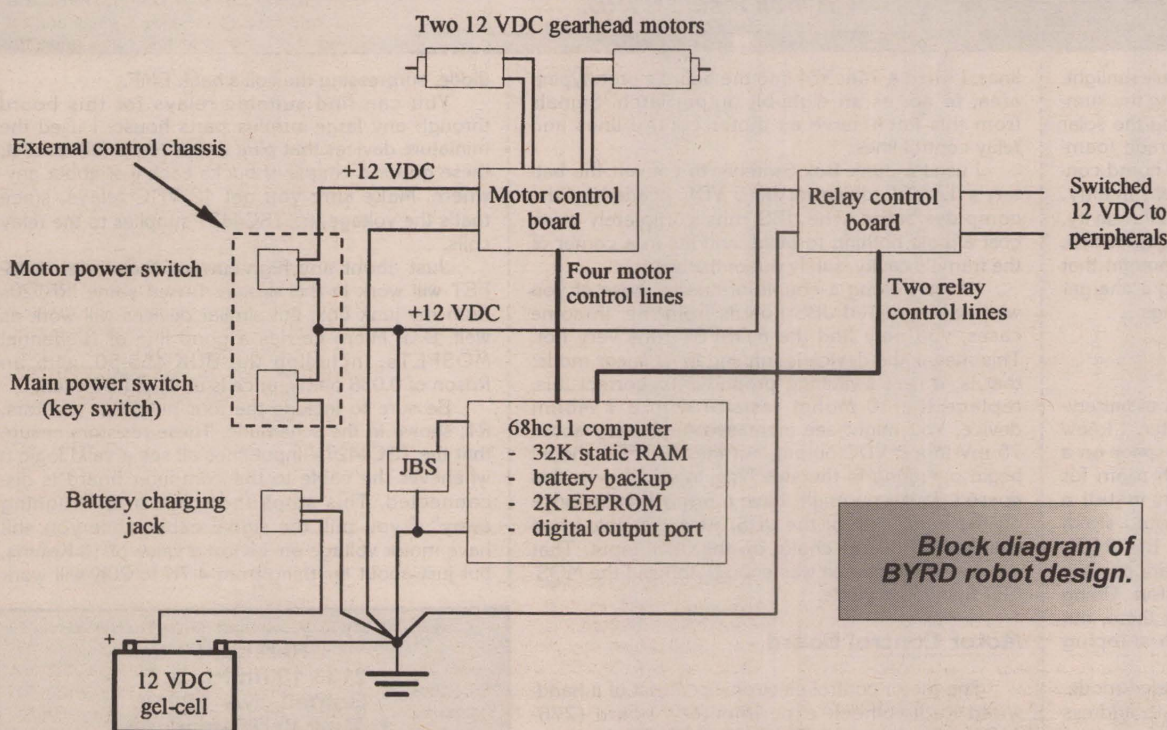 Two 12 VDC gearhead motors
External control chassis
+12 VDC
Motor control
board
Relay control
board
Switched
12 VDC to
peripherals
Motor power switch
Four motor
control lines
Two relay
control lines
+12 VDC
Main power switch
(key switch)
JBS
68hc11 computer
- 32K static RAM
- battery backup
- 2K EEPROM
- digital output port
Battery charging
jack
Block diagram of
BYRD robot design.
+ -
12 VDC
gel-cell